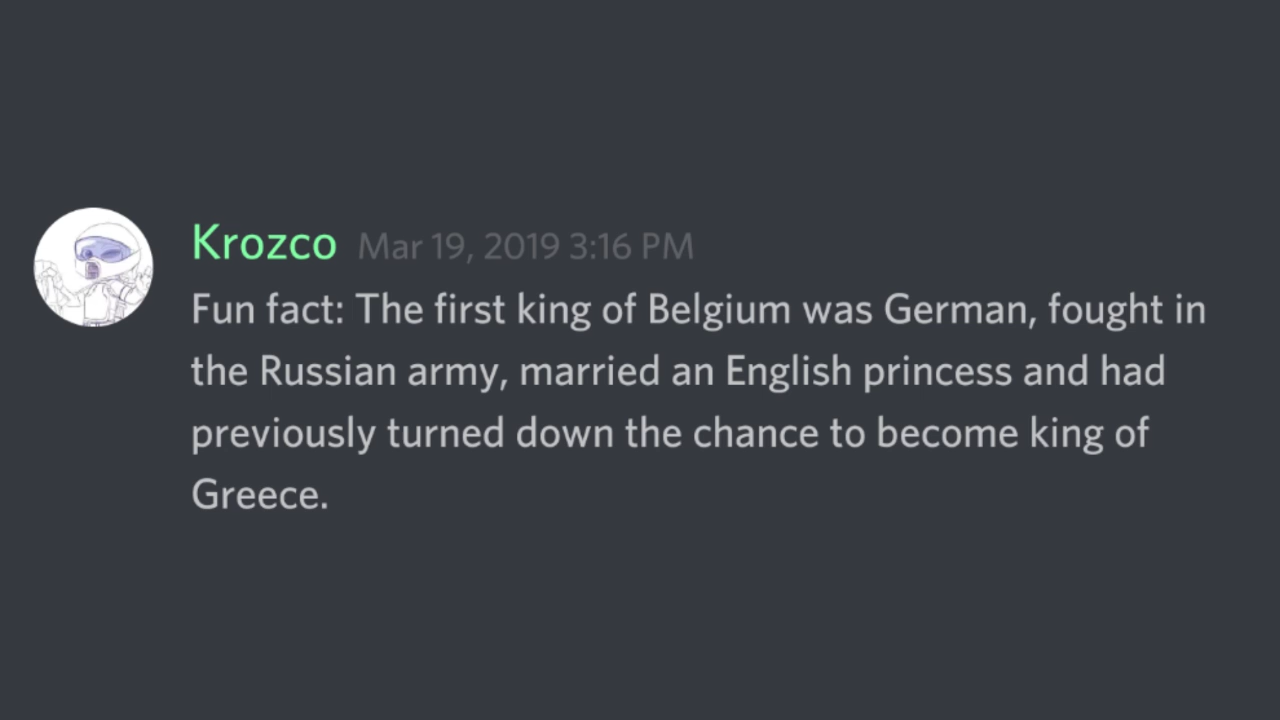 Krozco Mar 19, 2019 3:16 PM
Fun fact: The first king of Belgium was German, fought in
the Russian army, married an English princess and had
previously turned down the chance to become king of
Greece.